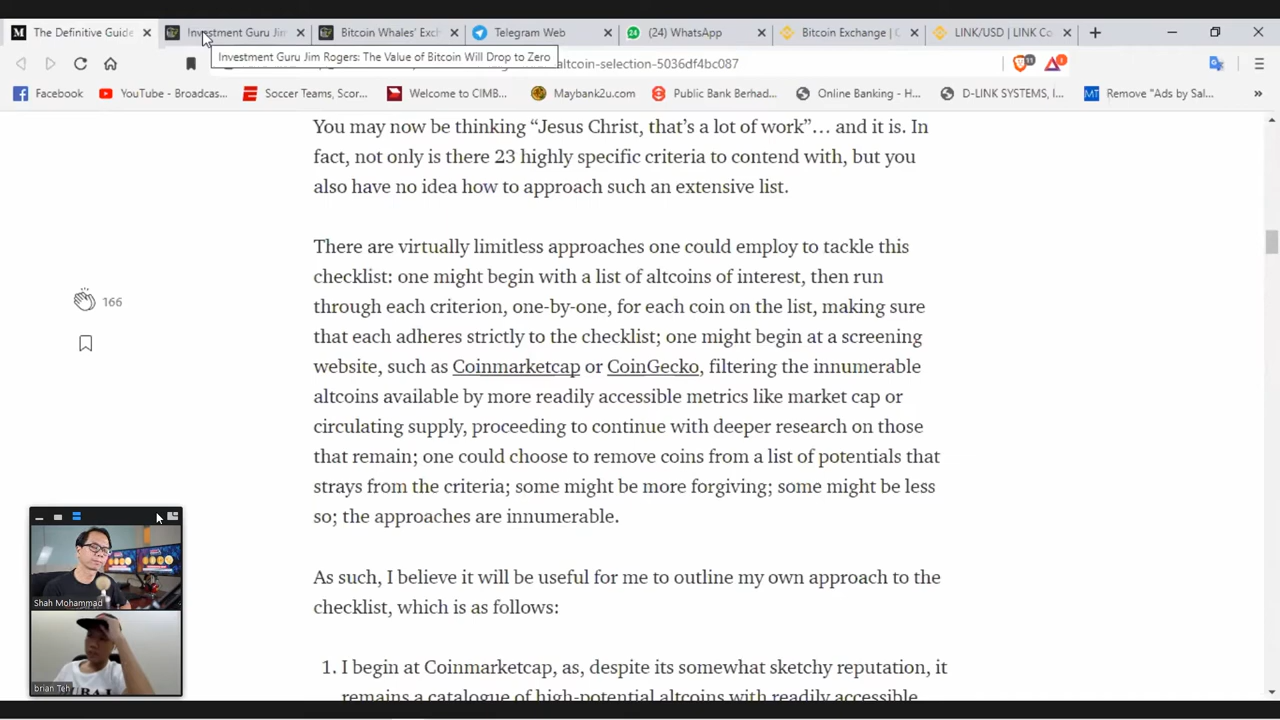 The Definitive Guide
Investment Guru Jim
Bitcoin Whales' Exc
Telegram Web
24
(24) WhatsApp
Bitcoin Exchange | C
LINK/USD | LINK Co
Investment Guru Jim Rogers: The Value of Bitcoin Will Drop to Zero
altcoin-selection-5036df4bc087
11
1
Facebook
YouTube - Broadcas...
Soccer Teams, Scor...
Welcome to CIMB...
Maybank2u.com
Public Bank Berhad...
Online Banking - H...
D-LINK SYSTEMS, I...
MT
Remove "Ads by Sal...
You may now be thinking “Jesus Christ, that’s a lot of work”… and it is. In
fact, not only is there 23 highly specific criteria to contend with, but you
also have no idea how to approach such an extensive list.
There are virtually limitless approaches one could employ to tackle this
checklist: one might begin with a list of altcoins of interest, then run
through each criterion, one-by-one, for each coin on the list, making sure
that each adheres strictly to the checklist; one might begin at a screening
website, such as Coinmarketcap or CoinGecko, filtering the innumerable
altcoins available by more readily accessible metrics like market cap or
circulating supply, proceeding to continue with deeper research on those
that remain; one could choose to remove coins from a list of potentials that
strays from the criteria; some might be more forgiving; some might be less
so; the approaches are innumerable.
166
As such, I believe it will be useful for me to outline my own approach to the
checklist, which is as follows:
1. I begin at Coinmarketcap, as, despite its somewhat sketchy reputation, it
remains a catalogue of high-potential altcoins with readily accessible
Shah Mohammad
brian Teh